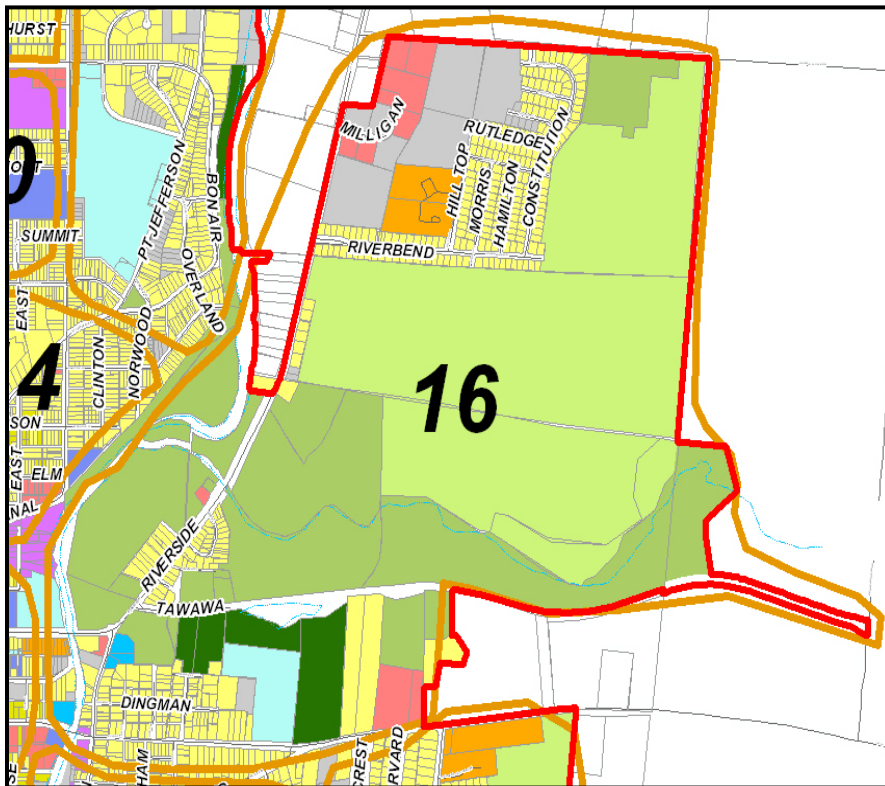 HURST
MILLIGAN
RUTLEDGE
CONSTITUTION
HILLTOP
MORRIS
HAMILTON
PT JEFFERSON
BONAIR
0
SUMMIT
OVERLAND
RIVERBEND
EAST
CLINTON
NORWOOD
4
16
SON
EAST
ELM
NAL
RIVERSIDE
TAWAWA
DINGMAN
CREST
RVARD
HAM
SE